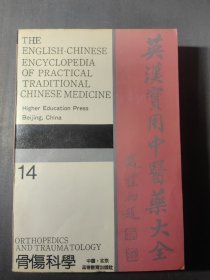 THE
ENGLISH-CHINESE
ENCYCLOPEDIA
OF PRACTICAL
TRADITIONAL
CHINESE MEDICINE
Higher Education Press
Beijing, China
英漢實用中醫藥大全
14
ORTHOPEDICS
AND TRAUMATOLOGY
骨傷科學
中國·北京
高等教育出版社